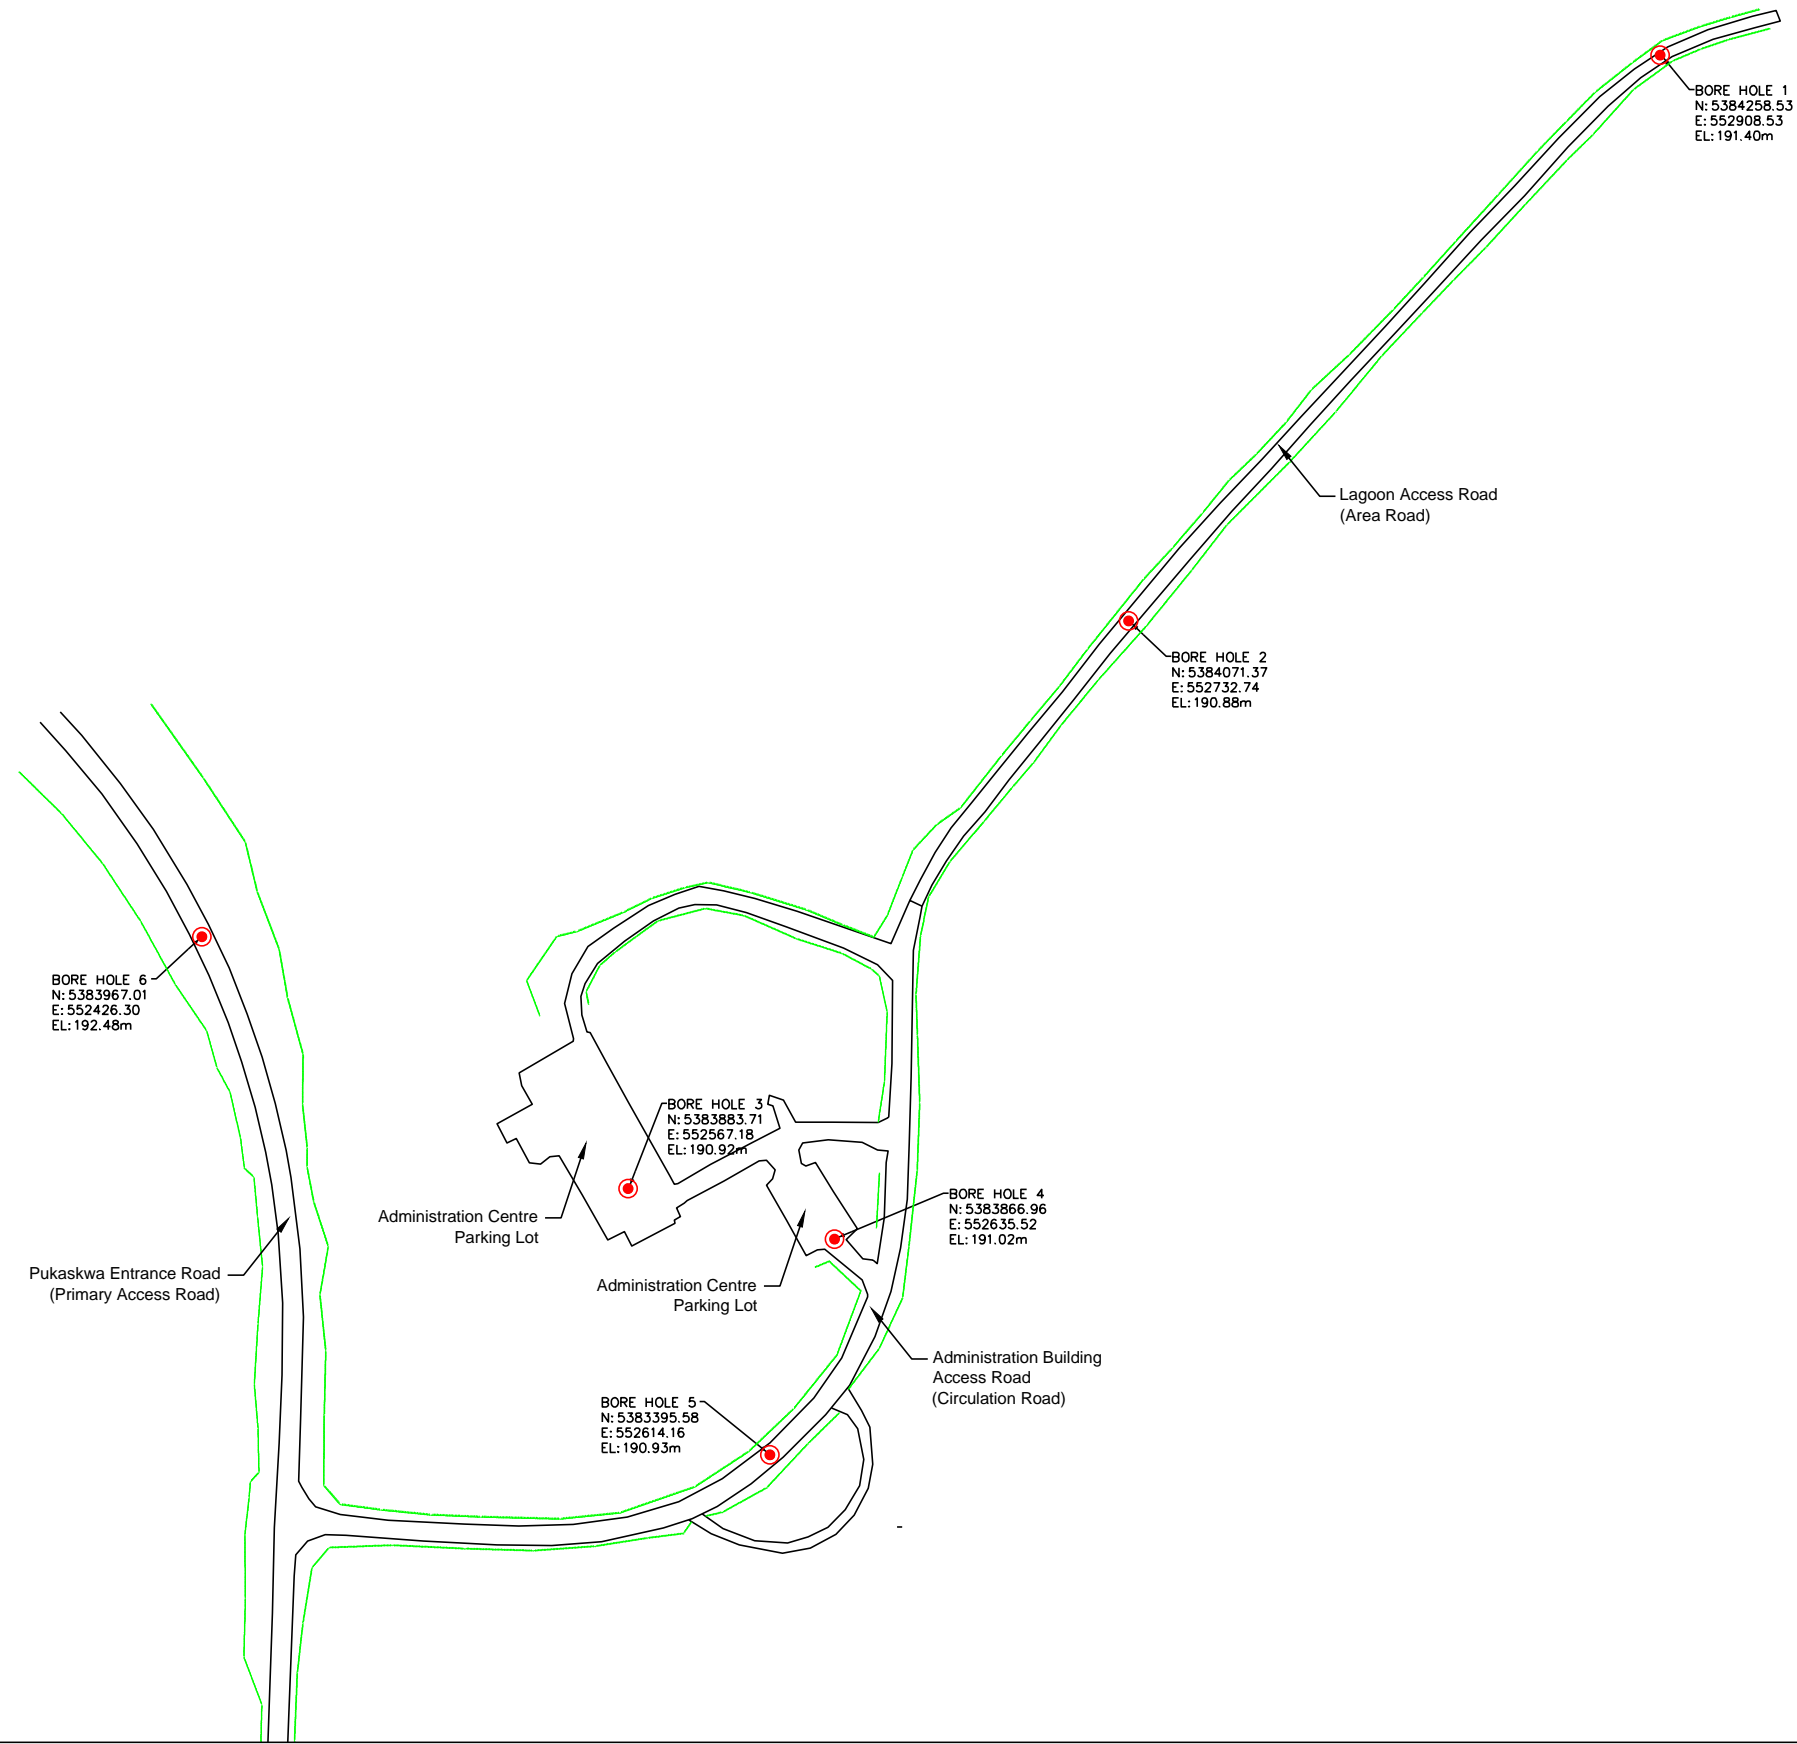 BORE HOLE 1
N: 5384258.53
E: 552908.53
EL: 191.40m
Lagoon Access Road
(Area Road)
BORE HOLE 2
N: 5384071.37
E: 552732.74
EL: 190.88m
BORE HOLE 6
N: 5383967.01
E: 552426.30
EL: 192.48m
BORE HOLE 3
N: 5383883.71
E: 552567.18
EL: 190.92m
Administration Centre
Parking Lot
BORE HOLE 4
N: 5383866.96
E: 552635.52
EL: 191.02m
Pukaskwa Entrance Road
(Primary Access Road)
Administration Centre
Parking Lot
Administration Building
Access Road
(Circulation Road)
BORE HOLE 5
N: 5383395.58
E: 552614.16
EL: 190.93m